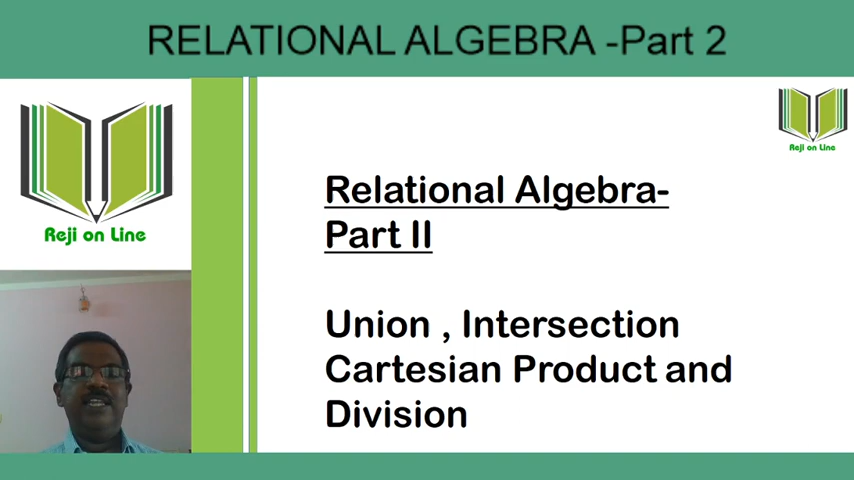 RELATIONAL ALGEBRA -Part 2
Reji on Line
Reji on Line
Relational Algebra-
Part II
Union , Intersection
Cartesian Product and
Division